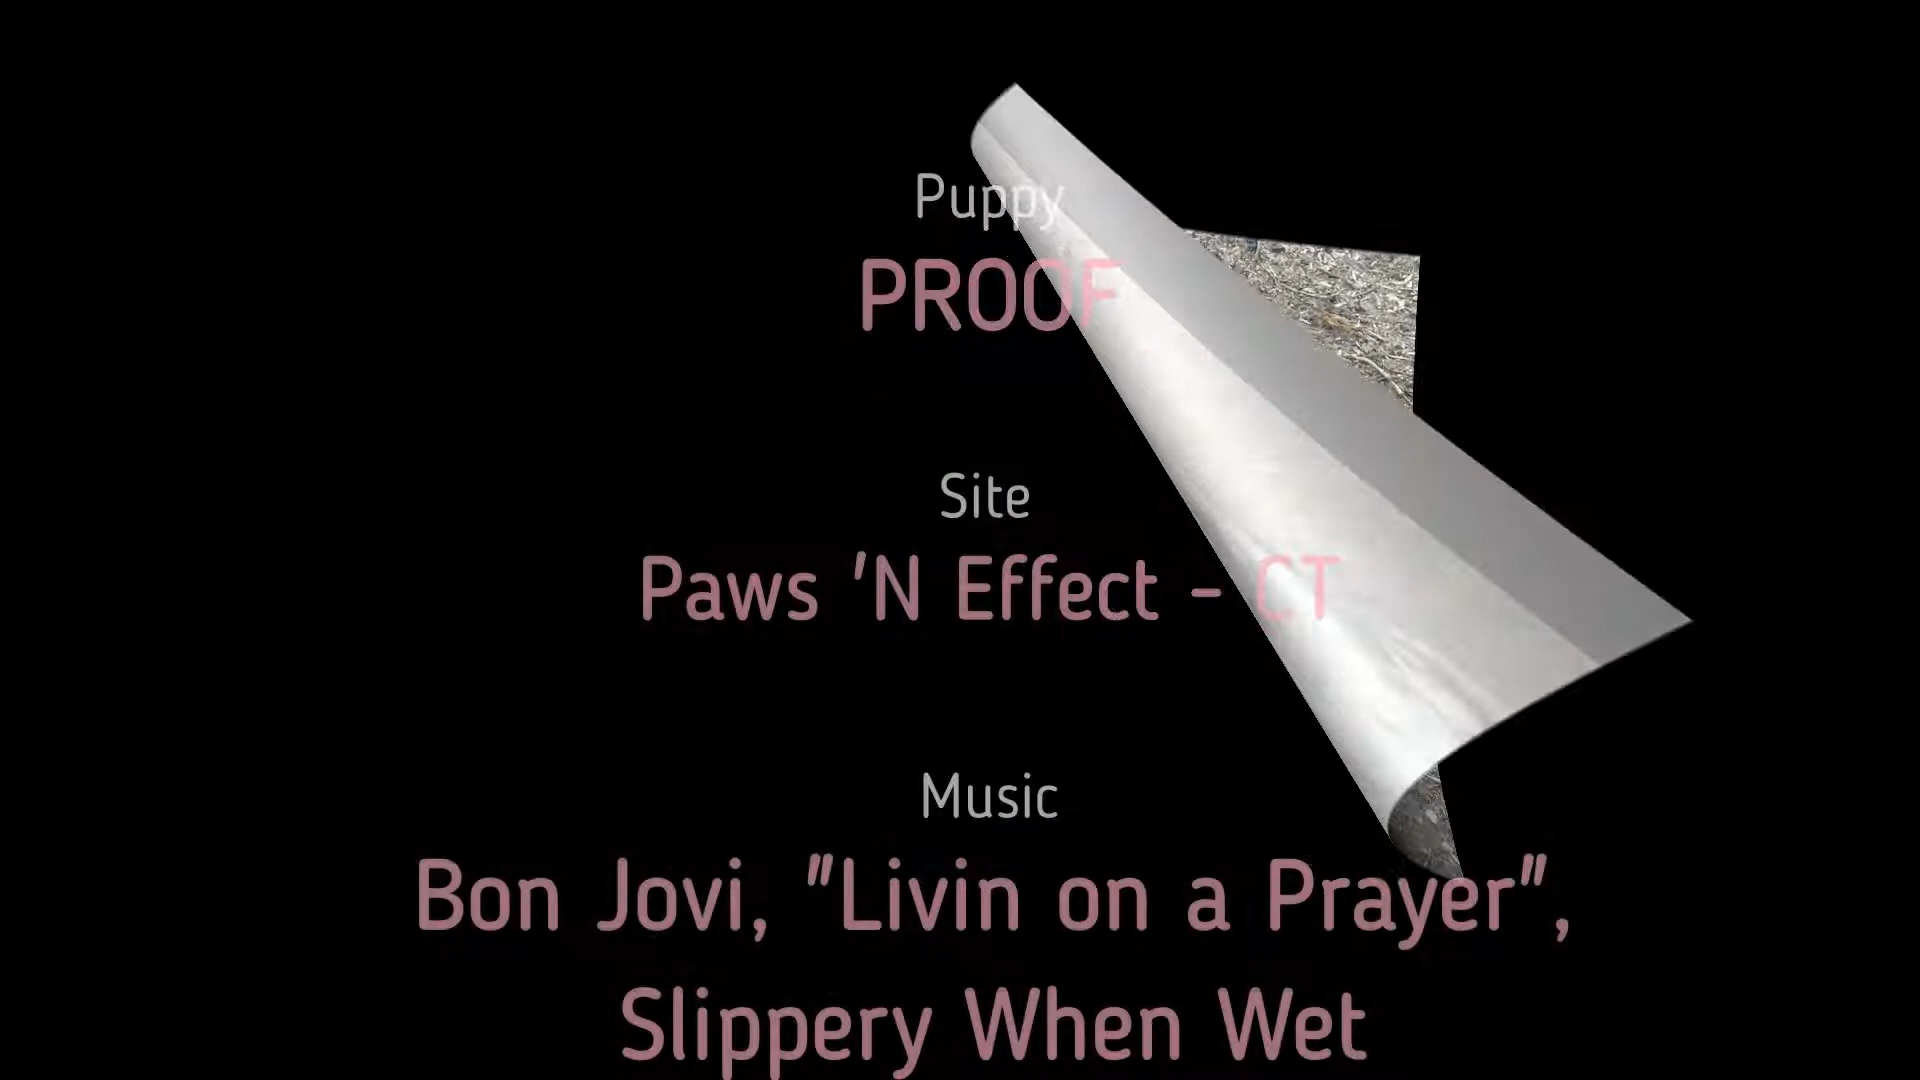 Puppy
PROOF
Site
Paws 'N Effect - CT
Music
Bon Jovi, "Livin on a Prayer",
Slippery When Wet